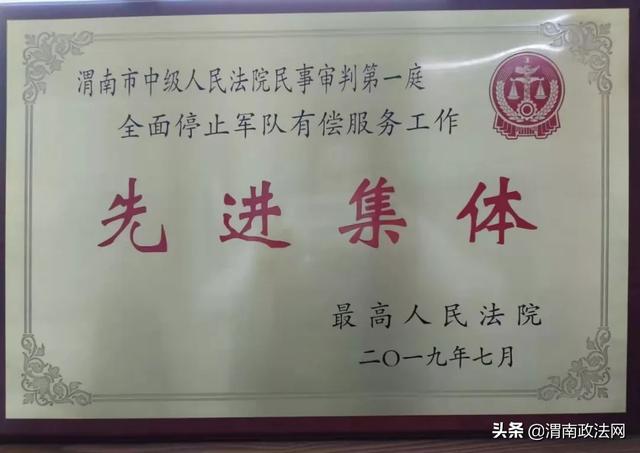 渭南市中级人民法院民事审判第一庭
全面停止军队有偿服务工作
先进集体
最高人民法院
二〇一九年七月
头条@渭南政法网